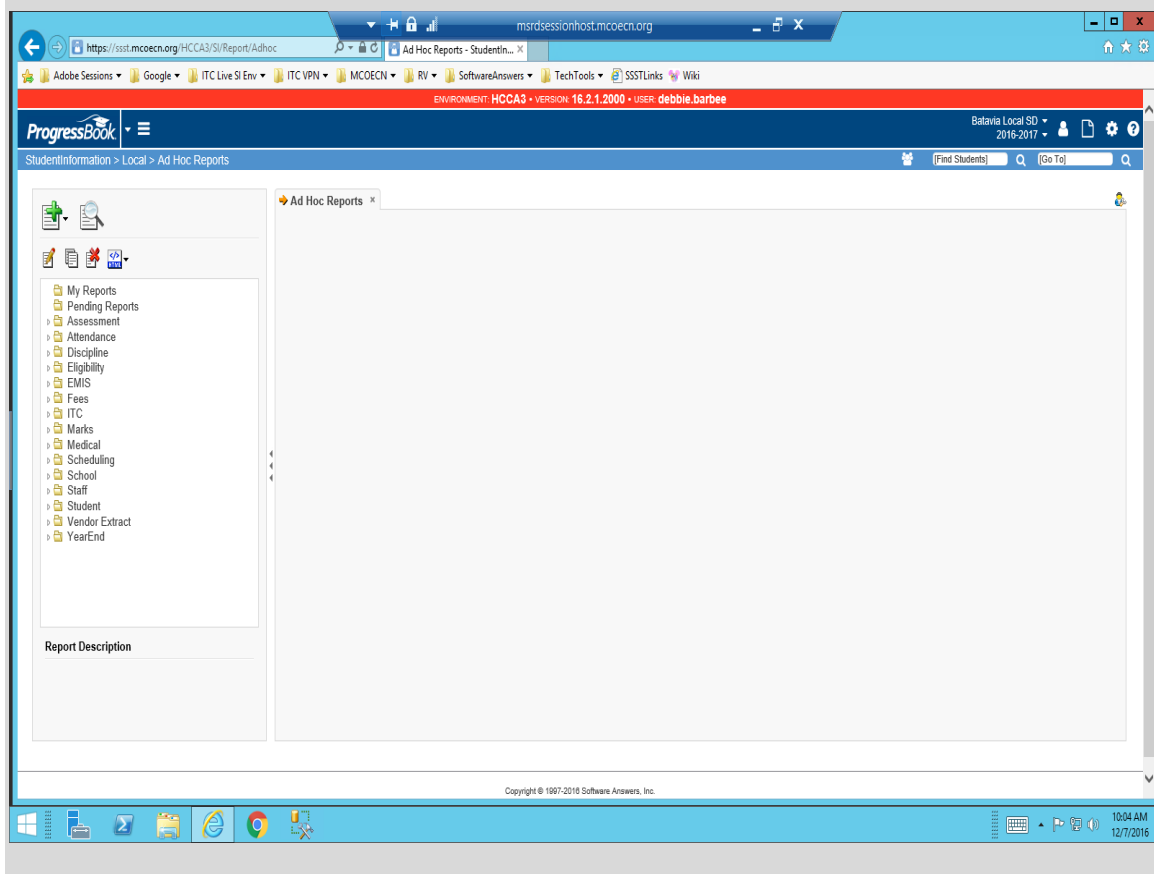 msrdsessionhost.mcoecn.org
https://ssst.mcoecn.org/HCCA3/SI/Report/Adhoc
Ad Hoc Reports - StudentIn...
Adobe Sessions Google ITC Live SI Env ITC VPN MCOECN RV SoftwareAnswers TechTools SSSTLinks Wiki
ENVIRONMENT: HCCA3 • VERSION: 16.2.1.2000 • USER: debbie.barbee
ProgressBook
Batavia Local SD
2016-2017
StudentInformation > Local > Ad Hoc Reports
[Find Students] [Go To]
Ad Hoc Reports
HTML
My Reports
Pending Reports
Assessment
Attendance
Discipline
Eligibility
EMIS
Fees
ITC
Marks
Medical
Scheduling
School
Staff
Student
Vendor Extract
YearEnd
Report Description
Copyright © 1997-2016 Software Answers, Inc.
10:04 AM
12/7/2016